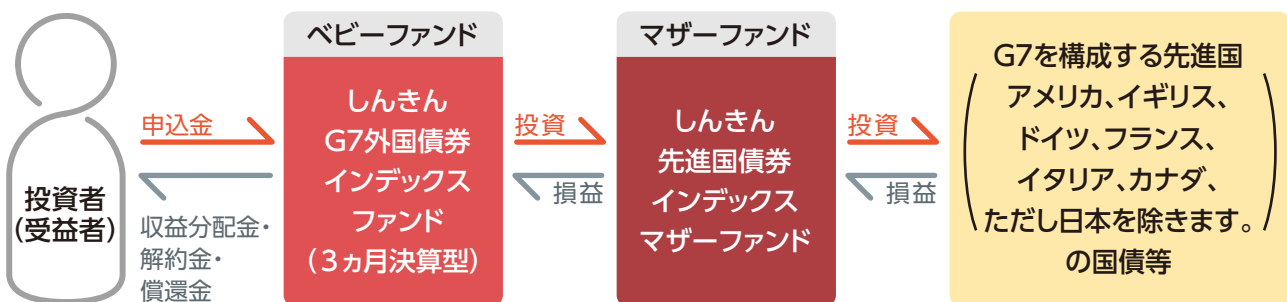 投資者
(受益者)
申込金
収益分配金・
解約金・
償還金
ベビーファンド
しんきん
G7外国債券
インデックス
ファンド
(3ヵ月決算型)
投資
損益
マザーファンド
しんきん
先進国債券
インデックス
マザーファンド
投資
損益
G7を構成する先進国
アメリカ、イギリス、
ドイツ、フランス、
イタリア、カナダ、
ただし日本を除きます。
の国債等